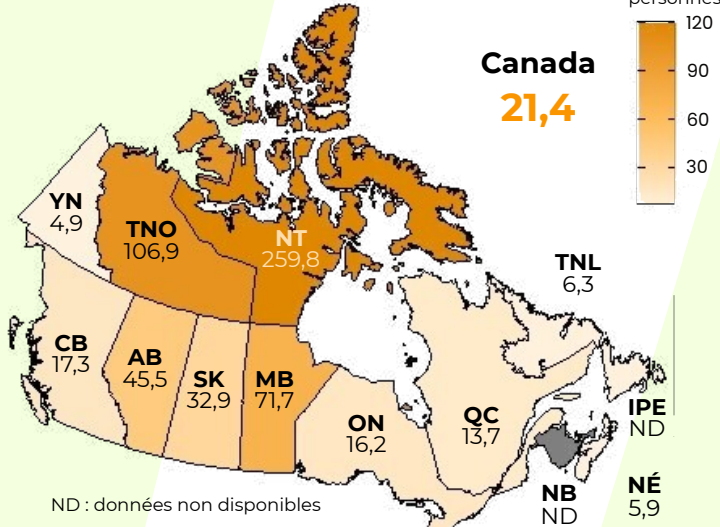 personnes
Canada
21,4
120
90
60
30
YN
4,9
TNO
106,9
NT
259,8
TNL
6,3
CB
17,3
AB
45,5
SK
32,9
MB
71,7
ON
16,2
QC
13,7
IPE
ND
NB
ND
NÉ
5,9
ND : données non disponibles